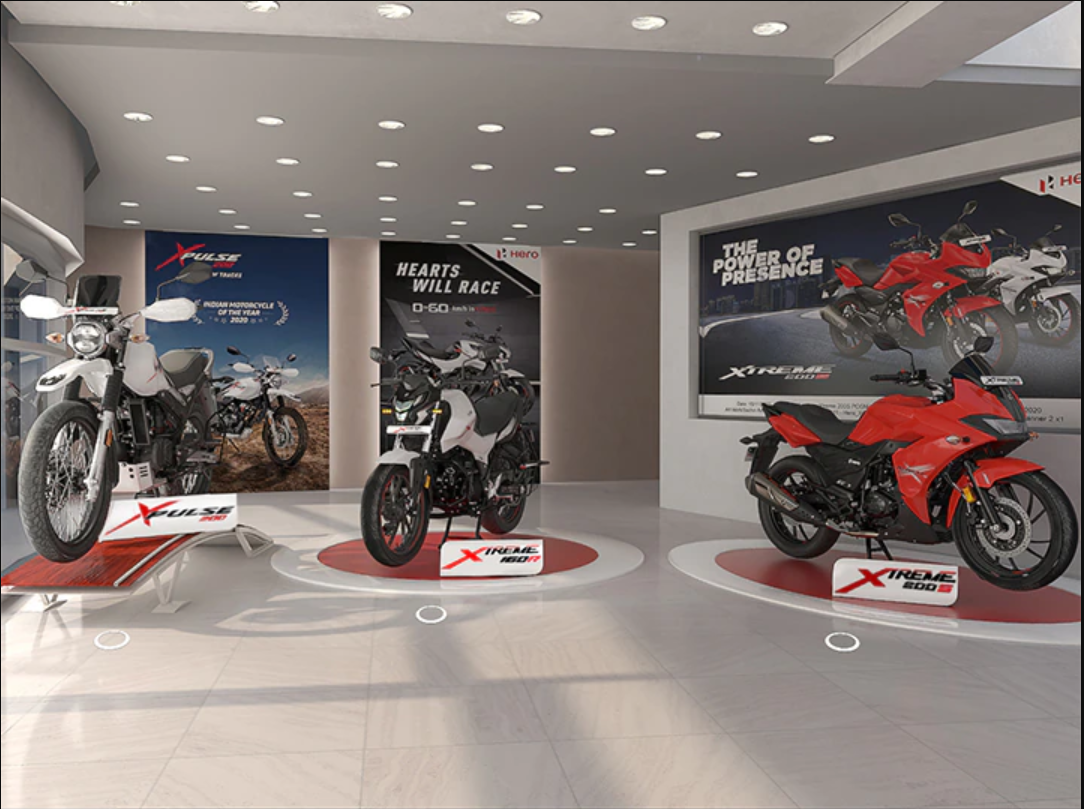 XPULSE
200
INDIAN MOTORCYCLE
OF THE YEAR
2020
XPULSE
200
Hero
HEARTS
WILL RACE
0-60
XTREME
160R
THE
POWER OF
PRESENCE
XTREME
200S
XTREME
XTREME
200S